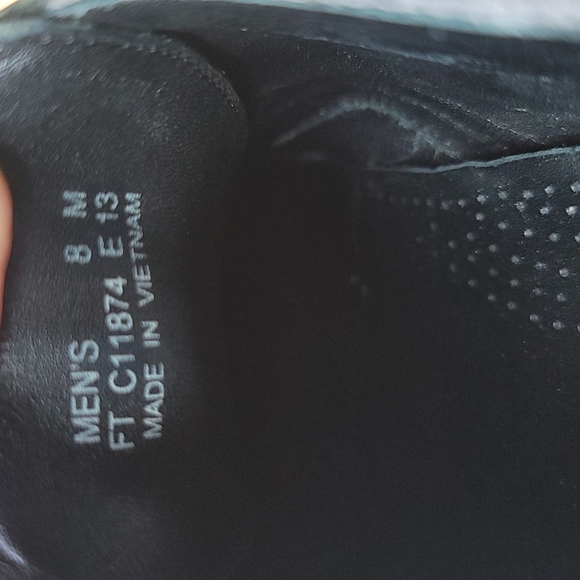 MEN'S 8 M
FT C11874 E 13
MADE IN VIETNAM